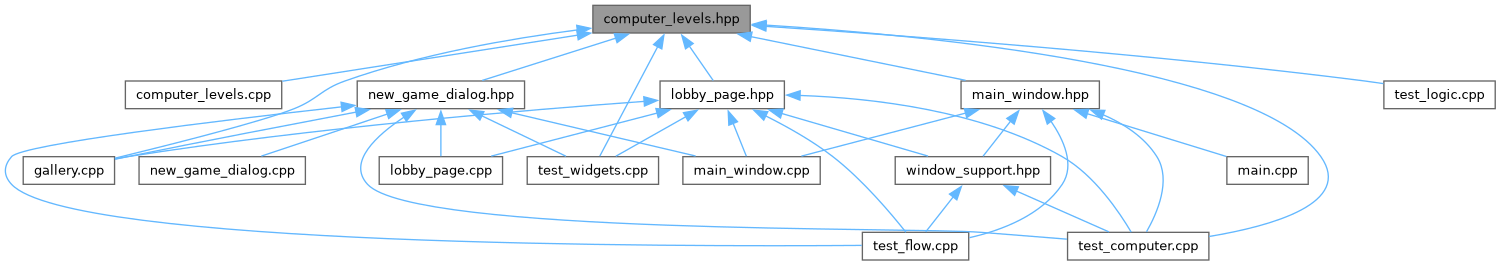 computer_levels.hpp
computer_levels.cpp
new_game_dialog.hpp
lobby_page.hpp
main_window.hpp
test_logic.cpp
gallery.cpp
new_game_dialog.cpp
lobby_page.cpp
test_widgets.cpp
main_window.cpp
window_support.hpp
main.cpp
test_flow.cpp
test_computer.cpp